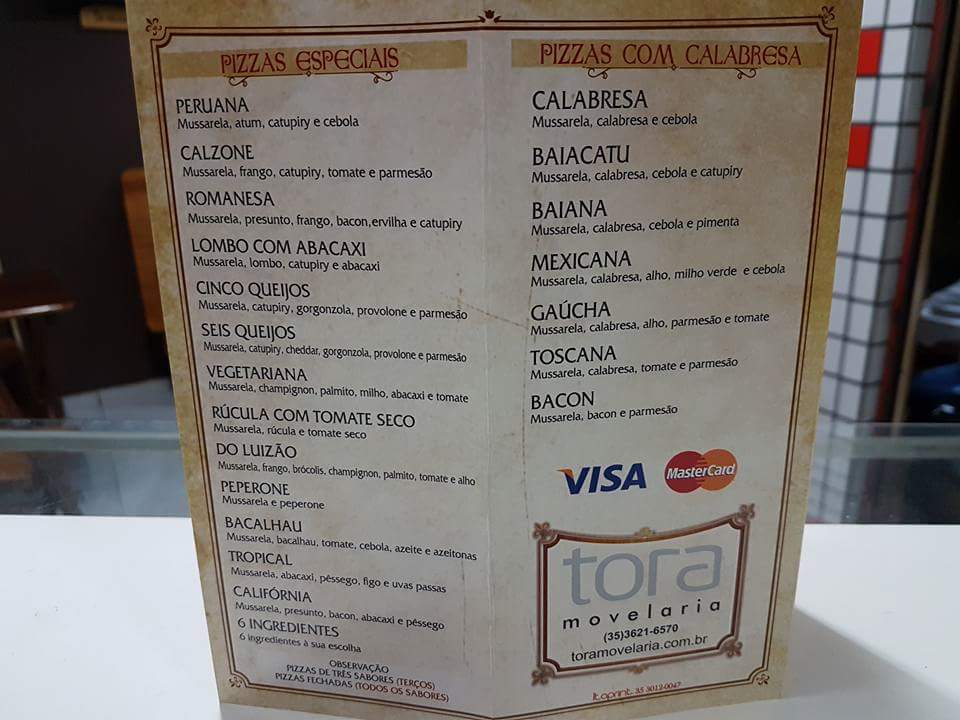 PIZZAS ESPECIAIS
PERUANA
Mussarela, atum, catupiry e cebola
CALZONE
Mussarela, frango, catupiry, tomate e parmesão
ROMANESA
Mussarela, presunto, frango, bacon,ervilha e catupiry
LOMBO COM ABACAXI
Mussarela, lombo, catupiry e abacaxi
CINCO QUEIJOS
Mussarela, catupiry, gorgonzola, provolone e parmesão
SEIS QUEIJOS
Mussarela, catupiry, cheddar, gorgonzola, provolone e parmesão
VEGETARIANA
Mussarela, champignon, palmito, milho, abacaxi e tomate
RÚCULA COM TOMATE SECO
Mussarela, rúcula e tomate seco
DO LUIZÃO
Mussarela, frango, brócolis, champignon, palmito, tomate e alho
PEPERONE
Mussarela e peperone
BACALHAU
Mussarela, bacalhau, tomate, cebola, azeite e azeitonas
TROPICAL
Mussarela, abacaxi, péssego, figo e uvas passas
CALIFÓRNIA
Mussarela, presunto, bacon, abacaxi e péssego
6 INGREDIENTES
6 ingredientes à sua escolha
OBSERVAÇÃO
PIZZAS DE TRÊS SABORES (TERÇOS)
PIZZAS FECHADAS (TODOS OS SABORES)
PIZZAS COM CALABRESA
CALABRESA
Mussarela, calabresa e cebola
BAIACATU
Mussarela, calabresa, cebola e catupiry
BAIANA
Mussarela, calabresa, cebola e pimenta
MEXICANA
Mussarela, calabresa, alho, milho verde e cebola
GAÚCHA
Mussarela, calabresa, alho, parmesão e tomate
TOSCANA
Mussarela, calabresa, tomate e parmesão
BACON
Mussarela, bacon e parmesão
VISA MasterCard
tora
movelaria
(35)3621-6570
toramovelaria.com.br
Itaprint. 35 3012-0047